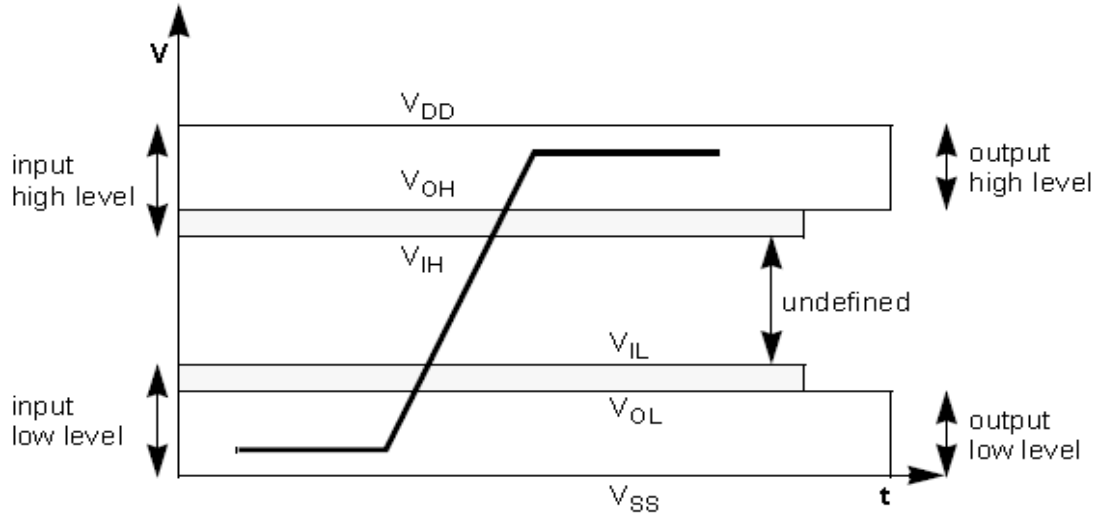 V
V_DD
input
high level
output
high level
V_OH
V_IH
undefined
V_IL
input
low level
V_OL
output
low level
V_SS
t